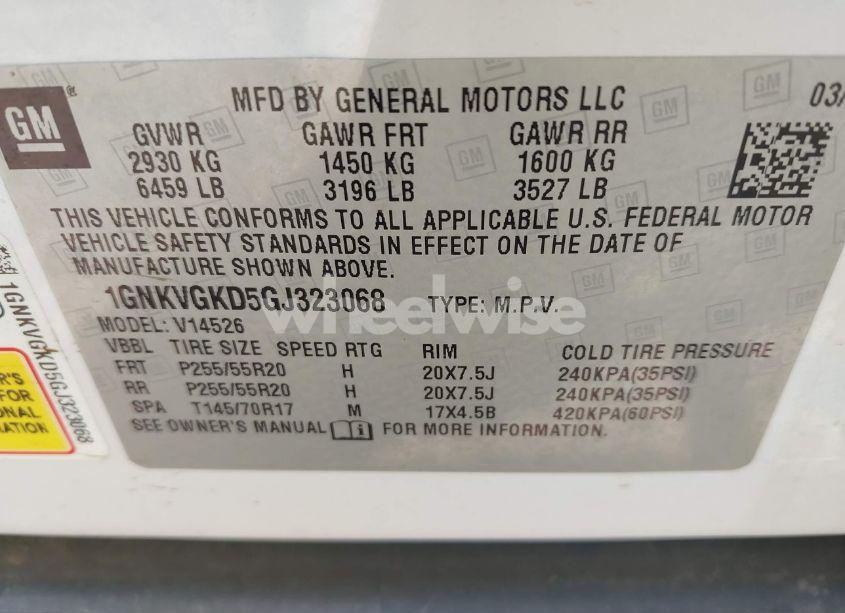 GM
MFD BY GENERAL MOTORS LLC 03/
GVWR GAWR FRT GAWR RR
2930 KG 1450 KG 1600 KG
6459 LB 3196 LB 3527 LB
THIS VEHICLE CONFORMS TO ALL APPLICABLE U.S. FEDERAL MOTOR
VEHICLE SAFETY STANDARDS IN EFFECT ON THE DATE OF
MANUFACTURE SHOWN ABOVE.
1GNKVGKD5GJ323068 TYPE: M.P.V.
wheelwise
MODEL: V14526
VBBL TIRE SIZE SPEED RTG RIM COLD TIRE PRESSURE
FRT P255/55R20 H 20X7.5J 240KPA(35PSI)
RR P255/55R20 H 20X7.5J 240KPA(35PSI)
SPA T145/70R17 M 17X4.5B 420KPA(60PSI)
SEE OWNER'S MANUAL i FOR MORE INFORMATION.
1GNKVGKD5GJ323068
ER'S
FOR
ONAL
ATION